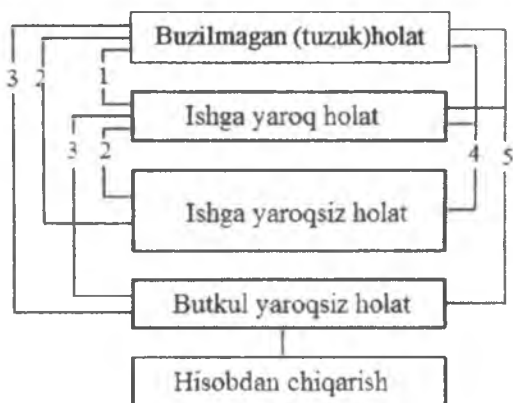 Buzilmagan (tuzuk)holat
3 2 1
Ishga yaroq holat
3 2 4 5
Ishga yaroqsiz holat
Butkul yaroqsiz holat
Hisobdan chiqarish